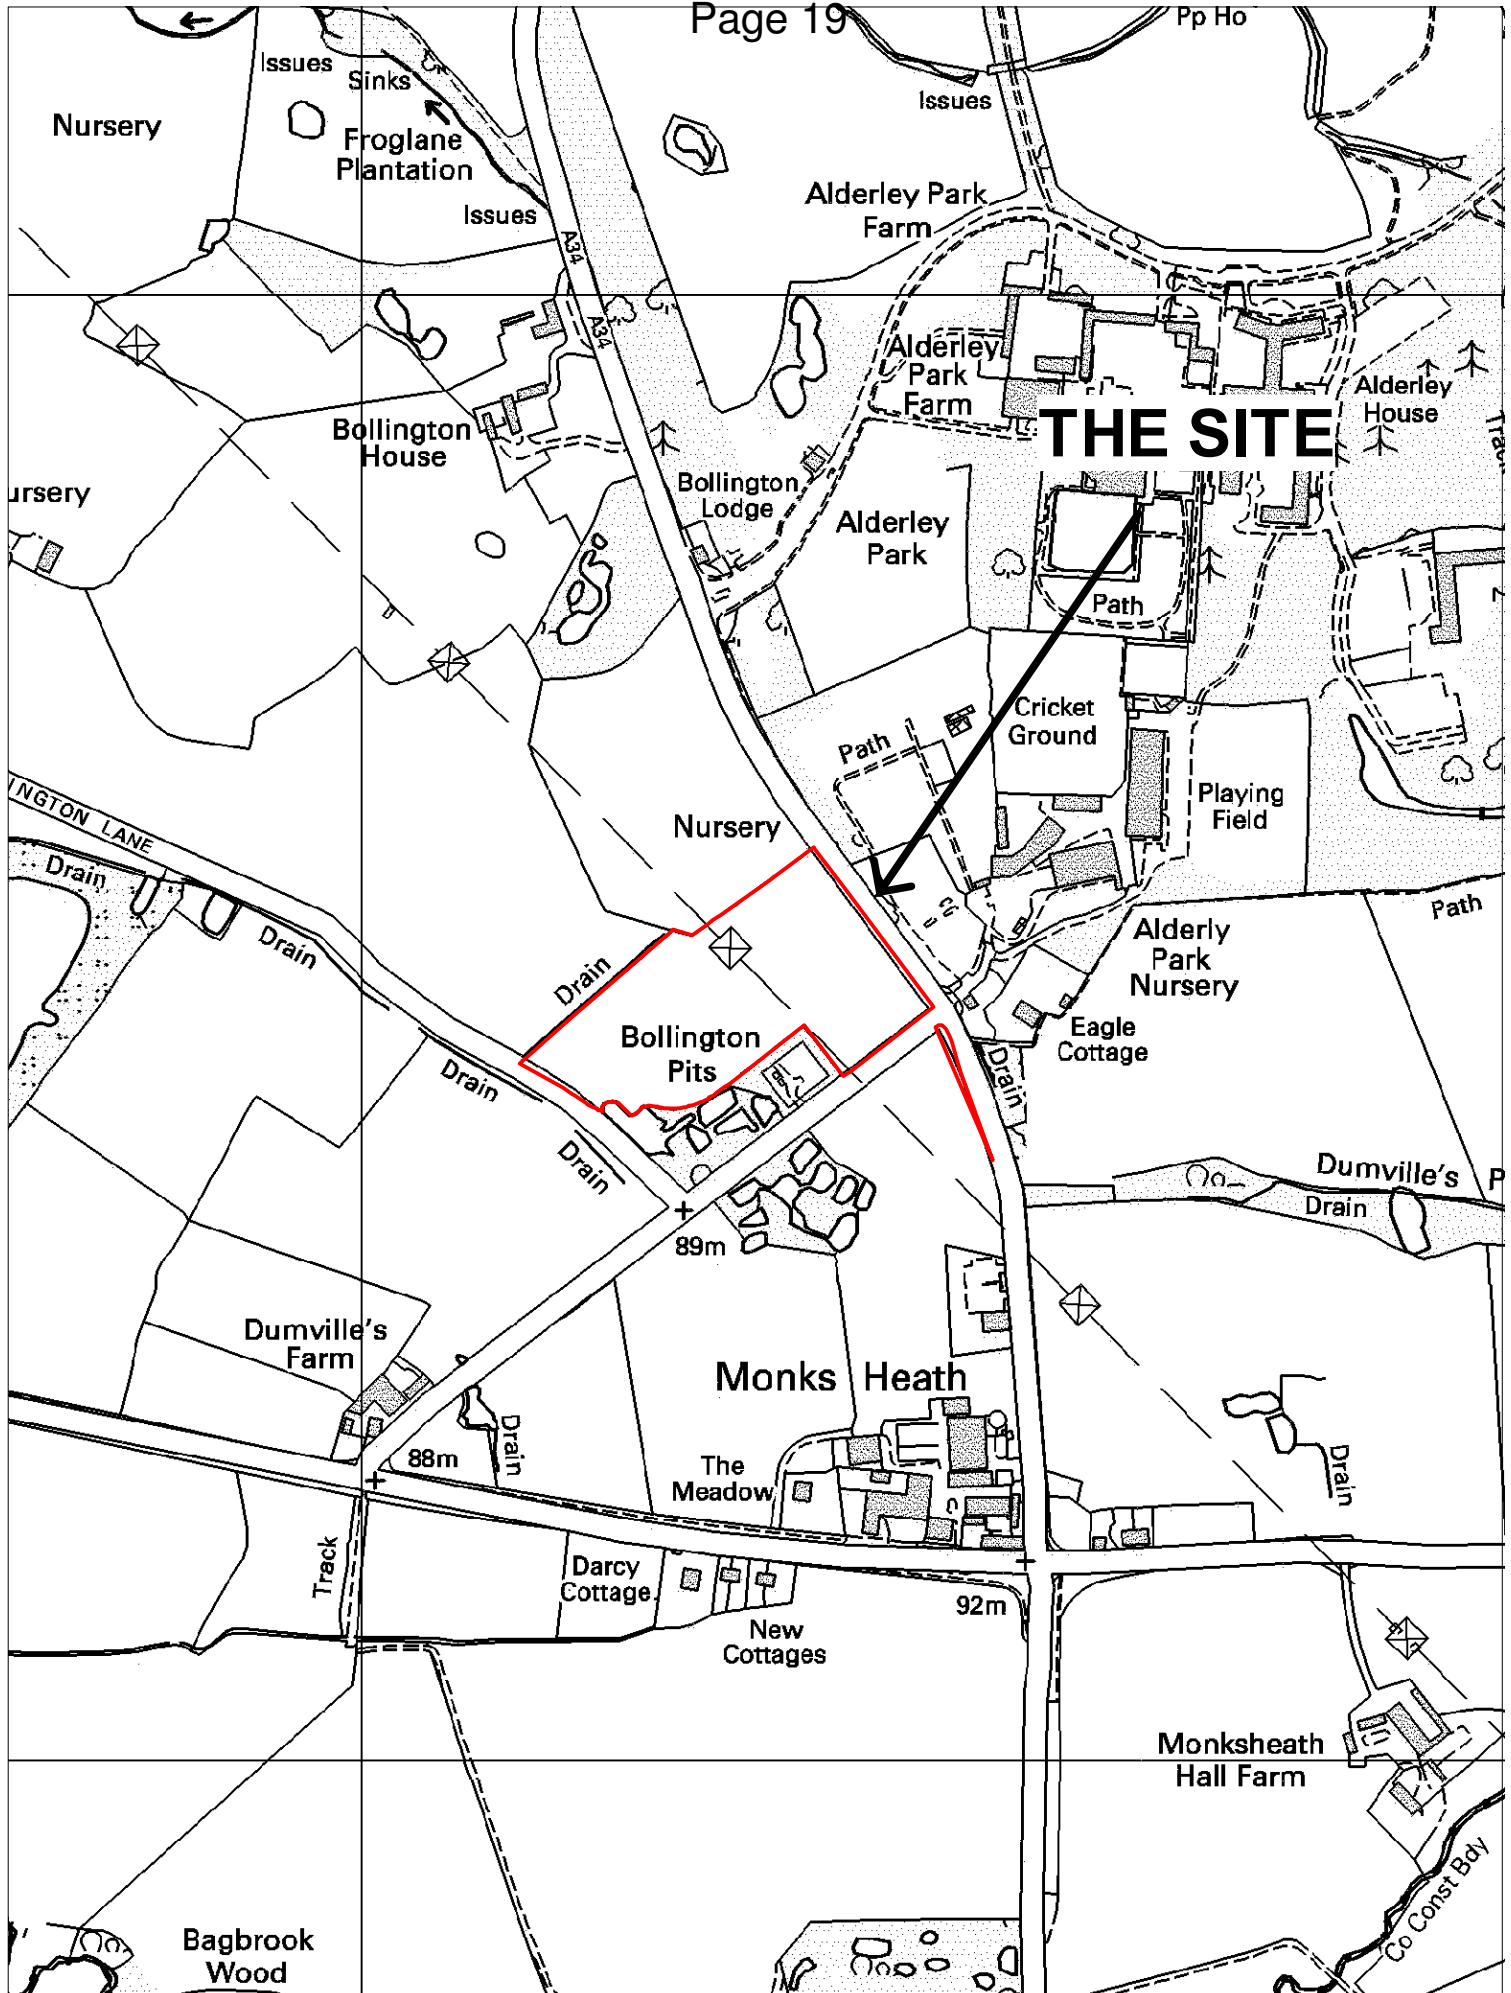 Page 19
Pp Ho
Issues
Sinks
Issues
Nursery
Froglane
Plantation
Issues
Alderley Park
Farm
A34
A34
Alderley
Park
Farm
Alderley
House
THE SITE
Bollington
House
Bollington
Lodge
Alderley
Park
Path
Cricket
Ground
Path
Playing
Field
INGTON LANE
Nursery
Drain
Path
Drain
Drain
Alderly
Park
Nursery
Bollington
Pits
Eagle
Cottage
Drain
Drain
Drain
Dumville's
Drain
89m
Dumville's
Farm
Monks Heath
88m
Drain
The
Meadow
Drain
Track
Darcy
Cottage
92m
New
Cottages
Monksheath
Hall Farm
Co Const Bdy
Bagbrook
Wood